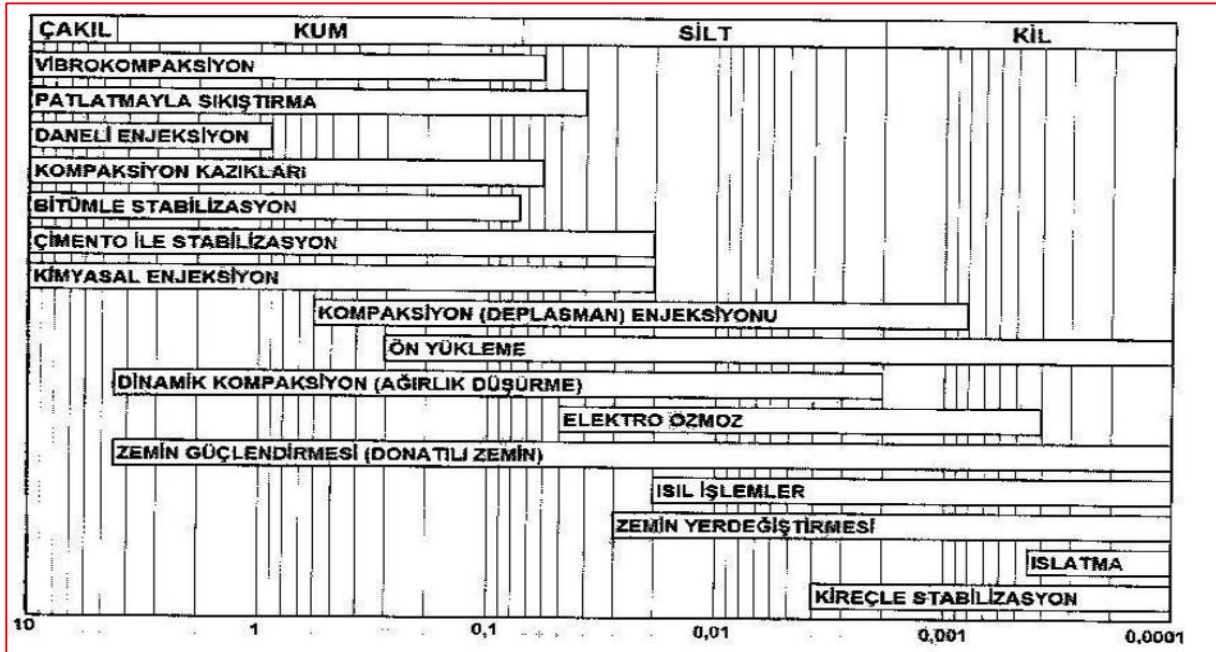 ÇAKIL KUM SİLT KİL
VİBROKOMPAKSİYON
PATLATMAYLA SIKIŞTIRMA
DANELİ ENJEKSİYON
KOMPAKSİYON KAZIKLARI
BİTÜMLE STABİLİZASYON
ÇİMENTO İLE STABİLİZASYON
KİMYASAL ENJEKSİYON
KOMPAKSİYON (DEPLASMAN) ENJEKSİYONU
ÖN YÜKLEME
DİNAMİK KOMPAKSİYON (AĞIRLIK DÜŞÜRME)
ELEKTRO OZMOZ
ZEMİN GÜÇLENDİRMESİ (DONATILI ZEMİN)
ISIL İŞLEMLER
ZEMİN YERDEĞİŞTİRMESİ
ISLATMA
KİREÇLE STABİLİZASYON
10 1 0,1 0,01 0,001 0,0001